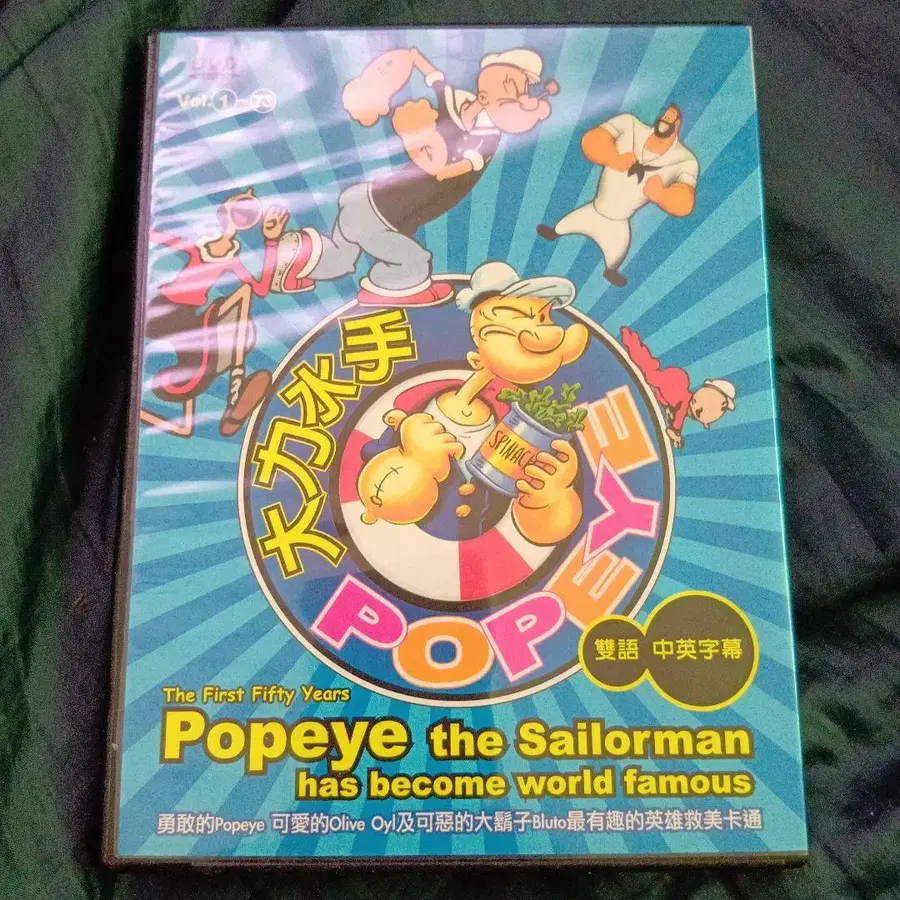 DVD
Vol.1~73
大力水手
SPINACH
POPEYE
雙語 中英字幕
The First Fifty Years
Popeye the Sailorman
has become world famous
勇敢的Popeye 可愛的Olive Oyl及可惡的大鬍子Bluto最有趣的英雄救美卡通